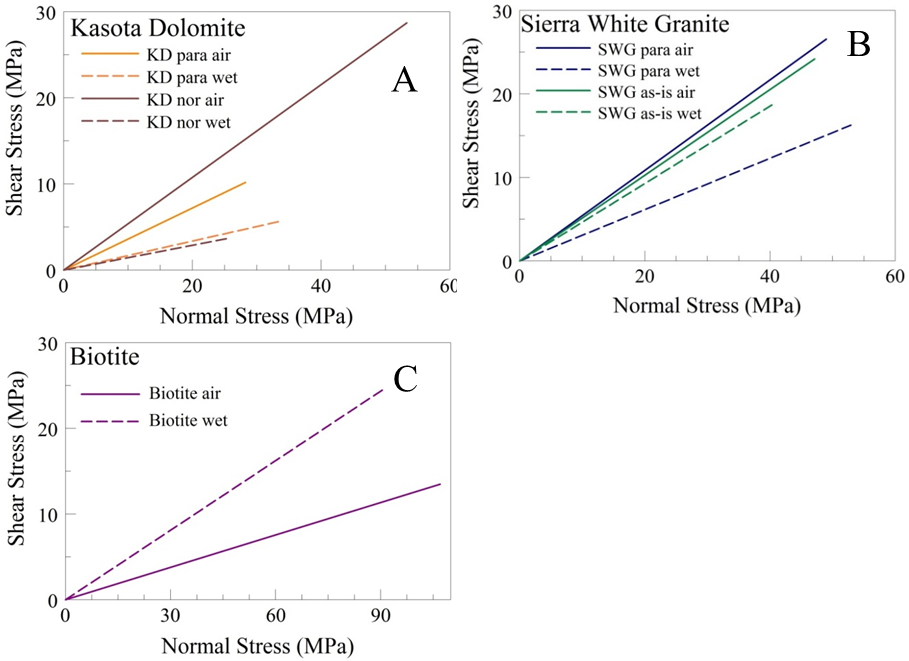 Kasota Dolomite
KD para air
KD para wet
KD nor air
KD nor wet
A
30
20
10
0
0
20
40
60
Shear Stress (MPa)
Normal Stress (MPa)
Sierra White Granite
SWG para air
SWG para wet
SWG as-is air
SWG as-is wet
B
30
20
10
0
0
20
40
60
Shear Stress (MPa)
Normal Stress (MPa)
Biotite
Biotite air
Biotite wet
C
30
20
10
0
0
30
60
90
Shear Stress (MPa)
Normal Stress (MPa)